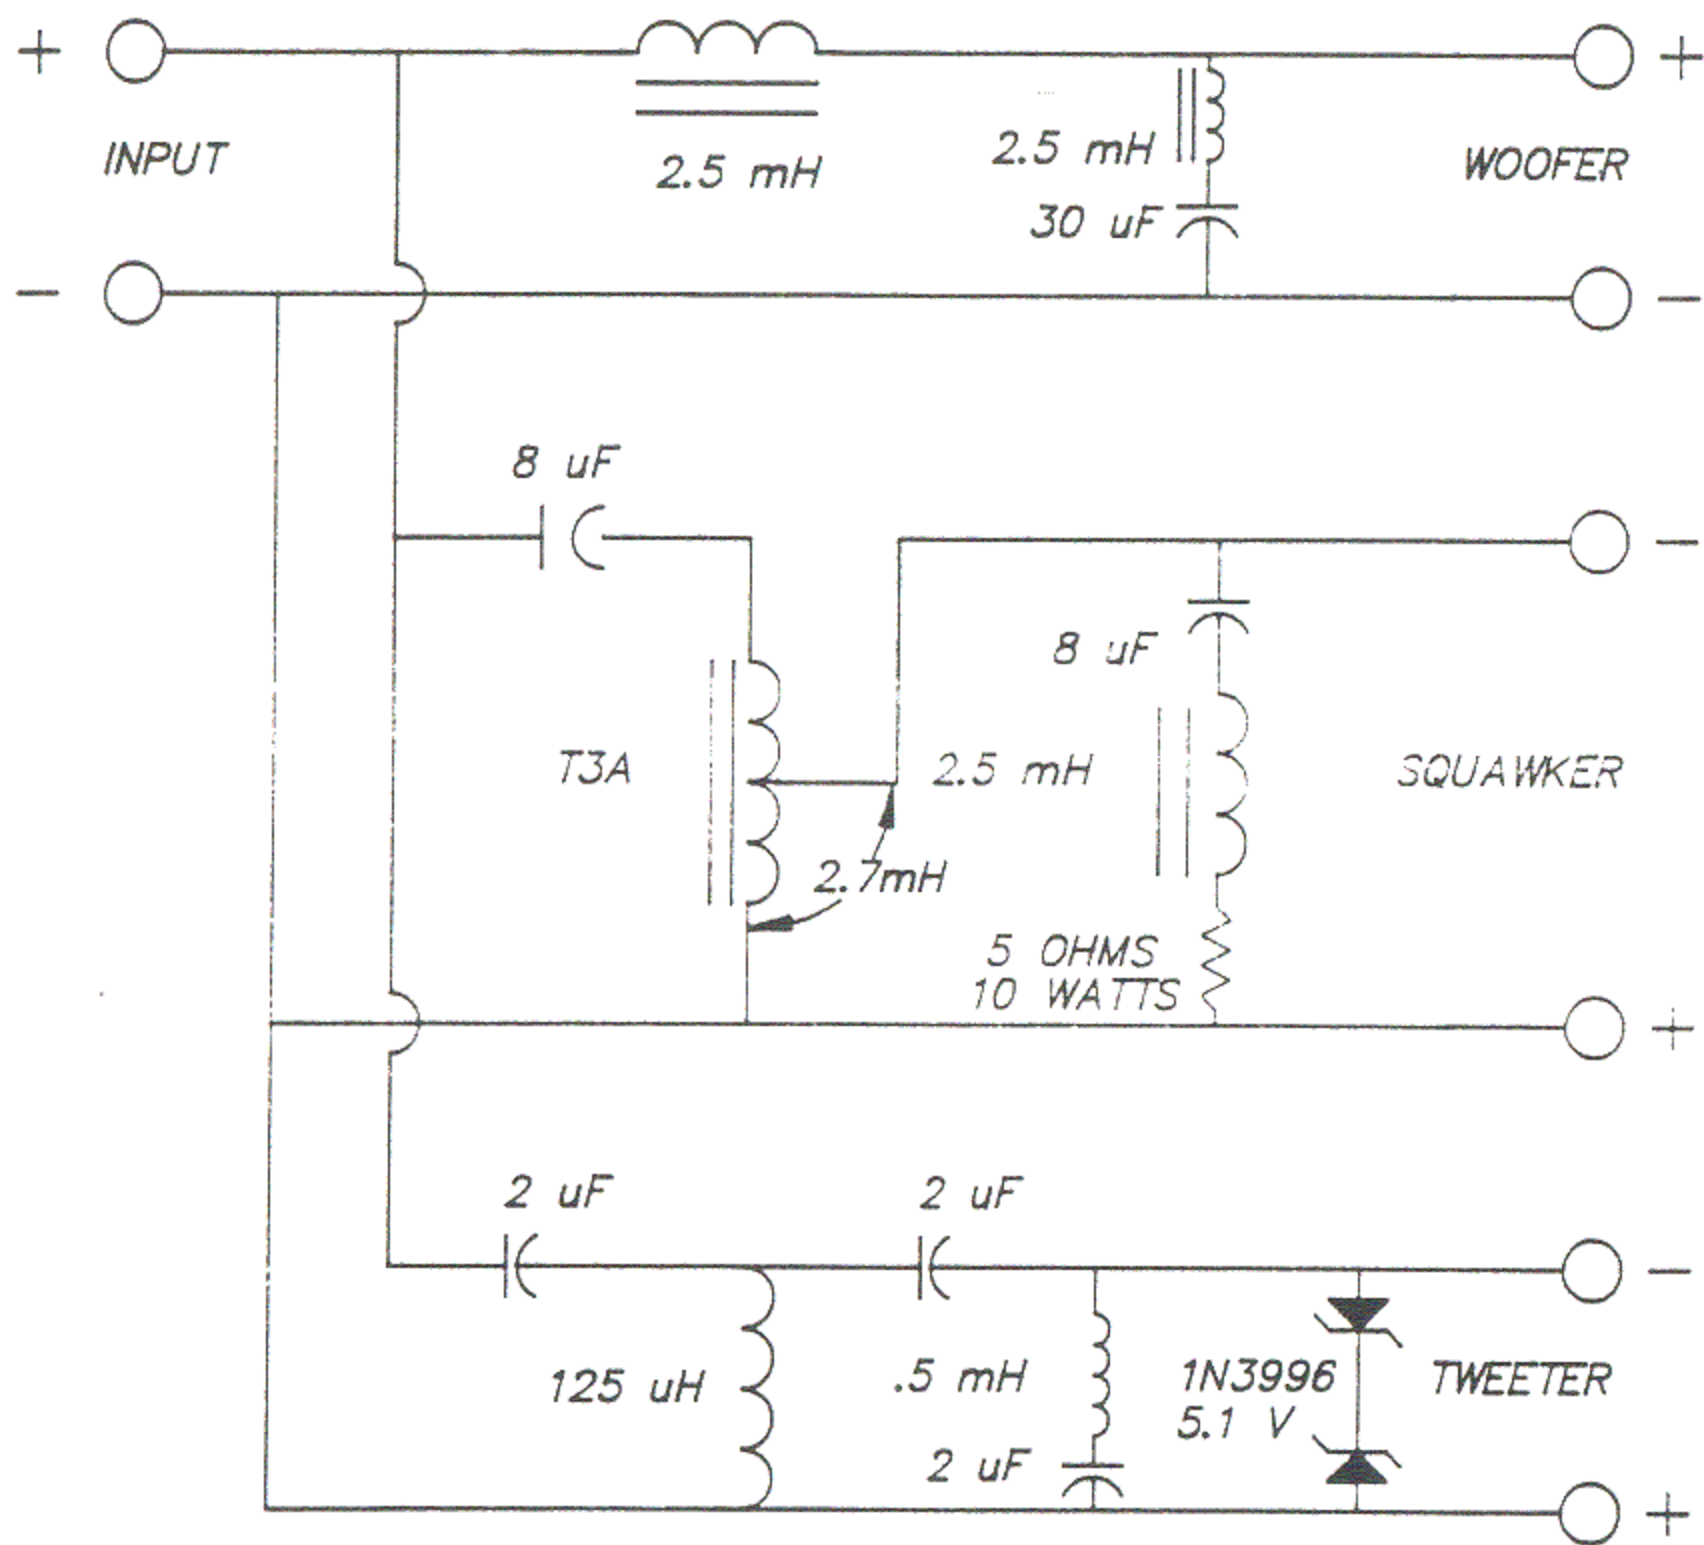 +
+
INPUT
2.5 mH
2.5 mH
30 uF
WOOFER
−
−
8 uF
−
8 uF
T3A
2.5 mH
SQUAWKER
2.7mH
5 OHMS
10 WATTS
+
2 uF
2 uF
−
125 uH
.5 mH
1N3996
5.1 V
TWEETER
2 uF
+